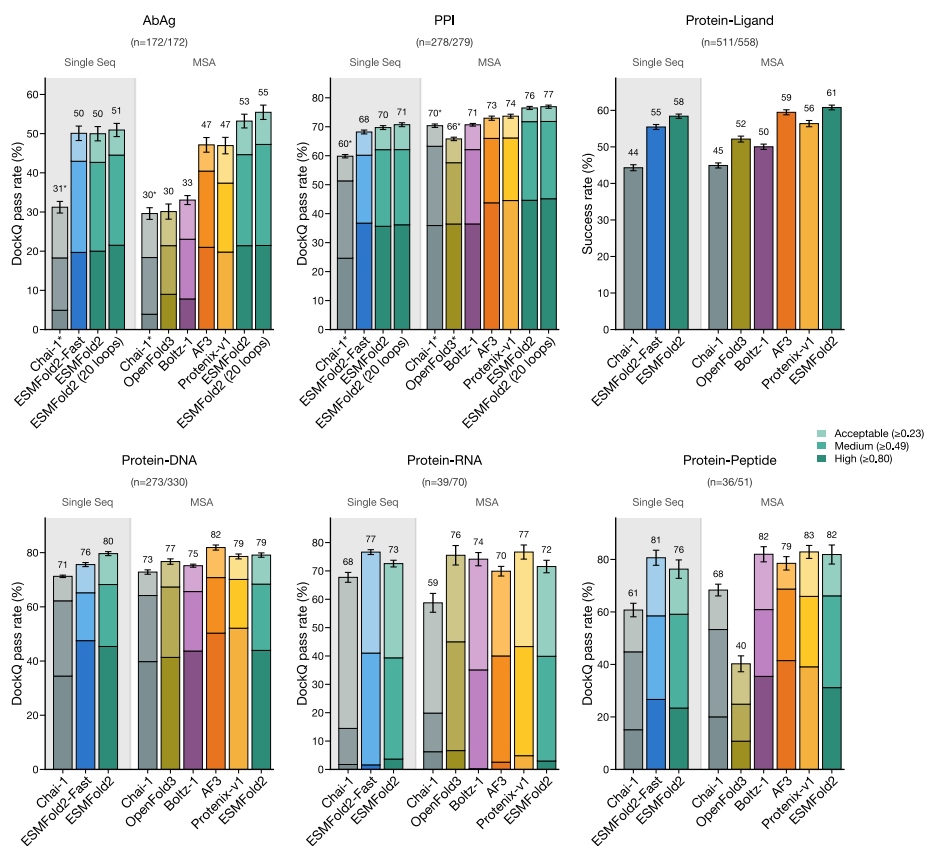 AbAg
(n=172/172)
Single Seq
MSA
DockQ pass rate (%)
60
50
40
30
20
10
0
31*
50
50
51
30*
30
33
47
47
53
55
Chai-1*
ESMFold2-Fast
ESMFold2
ESMFold2 (20 loops)
Chai-1*
OpenFold3
Boltz-1
AF3
Protenix-v1
ESMFold2
ESMFold2 (20 loops)
PPI
(n=278/279)
Single Seq
MSA
DockQ pass rate (%)
80
70
60
50
40
30
20
10
0
60*
68
70
71
70*
66*
71
73
74
76
77
Chai-1*
ESMFold2-Fast
ESMFold2
ESMFold2 (20 loops)
Chai-1*
OpenFold3*
Boltz-1
AF3
Protenix-v1
ESMFold2
ESMFold2 (20 loops)
Protein-Ligand
(n=511/558)
Single Seq
MSA
Success rate (%)
60
50
40
30
20
10
0
44
55
58
45
52
50
59
56
61
Chai-1
ESMFold2-Fast
ESMFold2
Chai-1
OpenFold3
Boltz-1
AF3
Protenix-v1
ESMFold2
Acceptable (≥0.23)
Medium (≥0.49)
High (≥0.80)
Protein-DNA
(n=273/330)
Single Seq
MSA
DockQ pass rate (%)
80
60
40
20
0
71
76
80
73
77
75
82
79
79
Chai-1
ESMFold2-Fast
ESMFold2
Chai-1
OpenFold3
Boltz-1
AF3
Protenix-v1
ESMFold2
Protein-RNA
(n=39/70)
Single Seq
MSA
DockQ pass rate (%)
80
70
60
50
40
30
20
10
0
68
77
73
59
76
74
70
77
72
Chai-1
ESMFold2-Fast
ESMFold2
Chai-1
OpenFold3
Boltz-1
AF3
Protenix-v1
ESMFold2
Protein-Peptide
(n=36/51)
Single Seq
MSA
DockQ pass rate (%)
80
60
40
20
0
61
81
76
68
40
82
79
83
82
Chai-1
ESMFold2-Fast
ESMFold2
Chai-1
OpenFold3
Boltz-1
AF3
Protenix-v1
ESMFold2